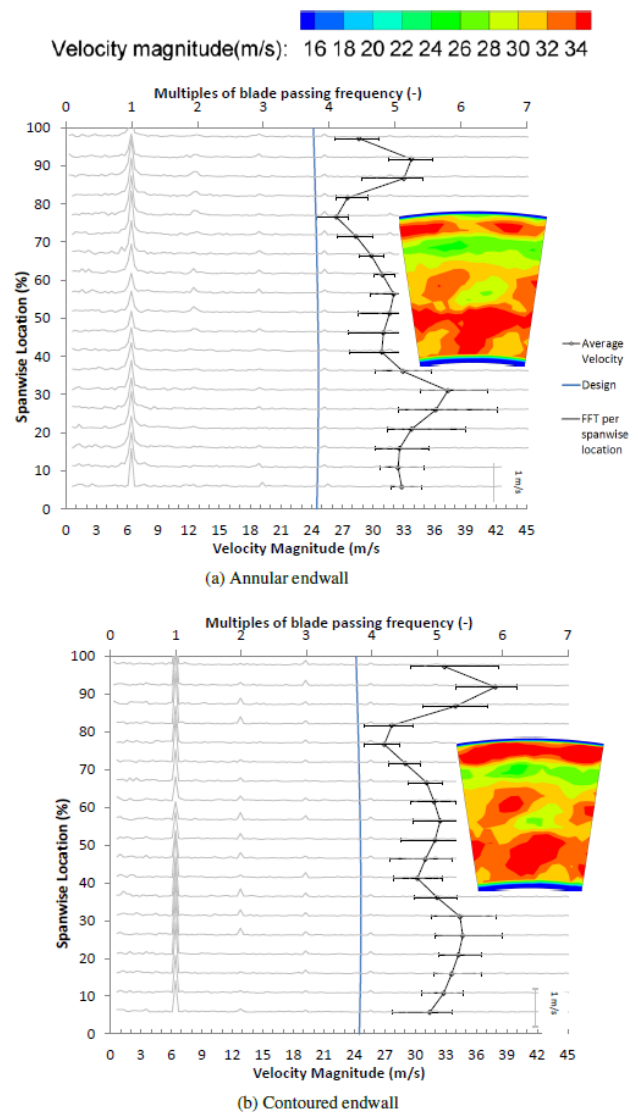 Velocity magnitude(m/s): 16 18 20 22 24 26 28 30 32 34
Multiples of blade passing frequency (-)
0 1 2 3 4 5 6 7
Spanwise Location (%)
100
90
80
70
60
50
40
30
20
10
0
Average
Velocity
Design
FFT per
spanwise
location
1 m/s
0 3 6 9 12 15 18 21 24 27 30 33 36 39 42 45
Velocity Magnitude (m/s
(a) Annular endwall
Multiples of blade passing frequency (-)
0 1 2 3 4 5 6 7
Spanwise Location (%)
100
90
80
70
60
50
40
30
20
10
0
1 m/s
0 3 6 9 12 15 18 21 24 27 30 33 36 39 42 45
Velocity Magnitude (m/s)
(b) Contoured endwall